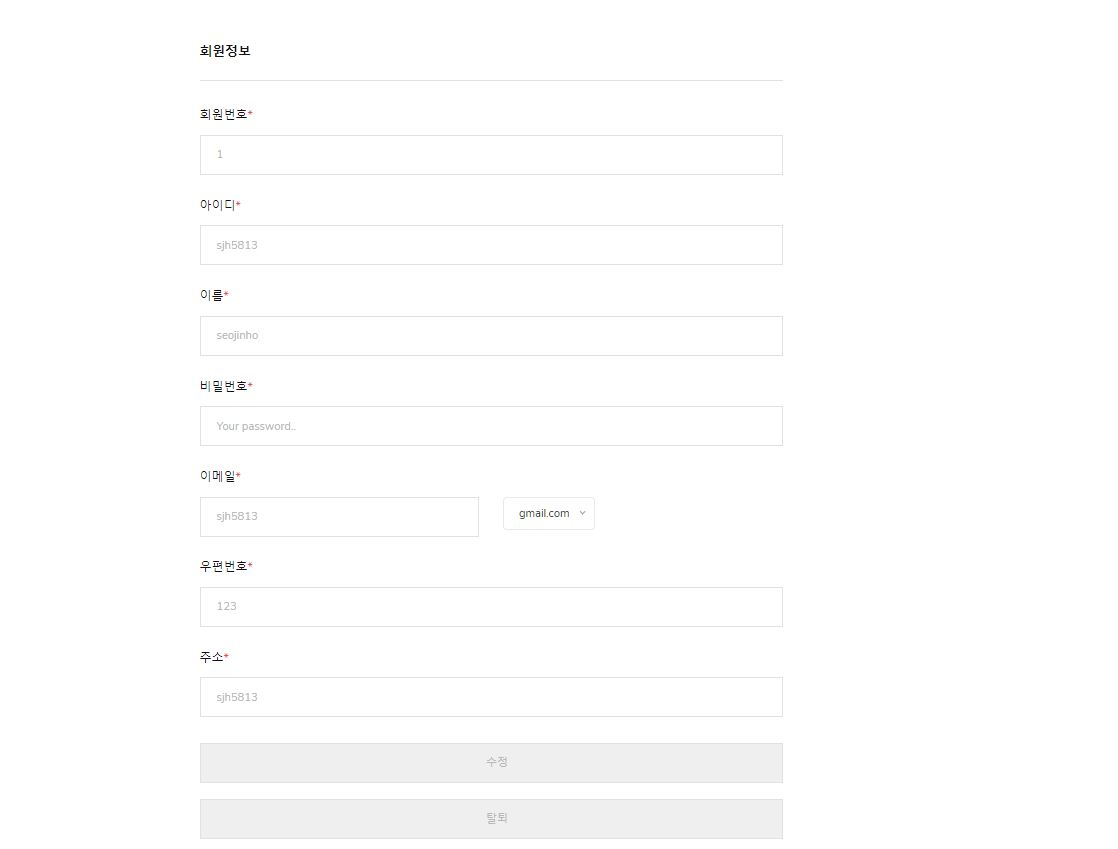 회원정보
회원번호*
1
아이디*
sjh5813
이름*
seojinho
비밀번호*
Your password..
이메일*
sjh5813 gmail.com
우편번호*
123
주소*
sjh5813
수정
탈퇴